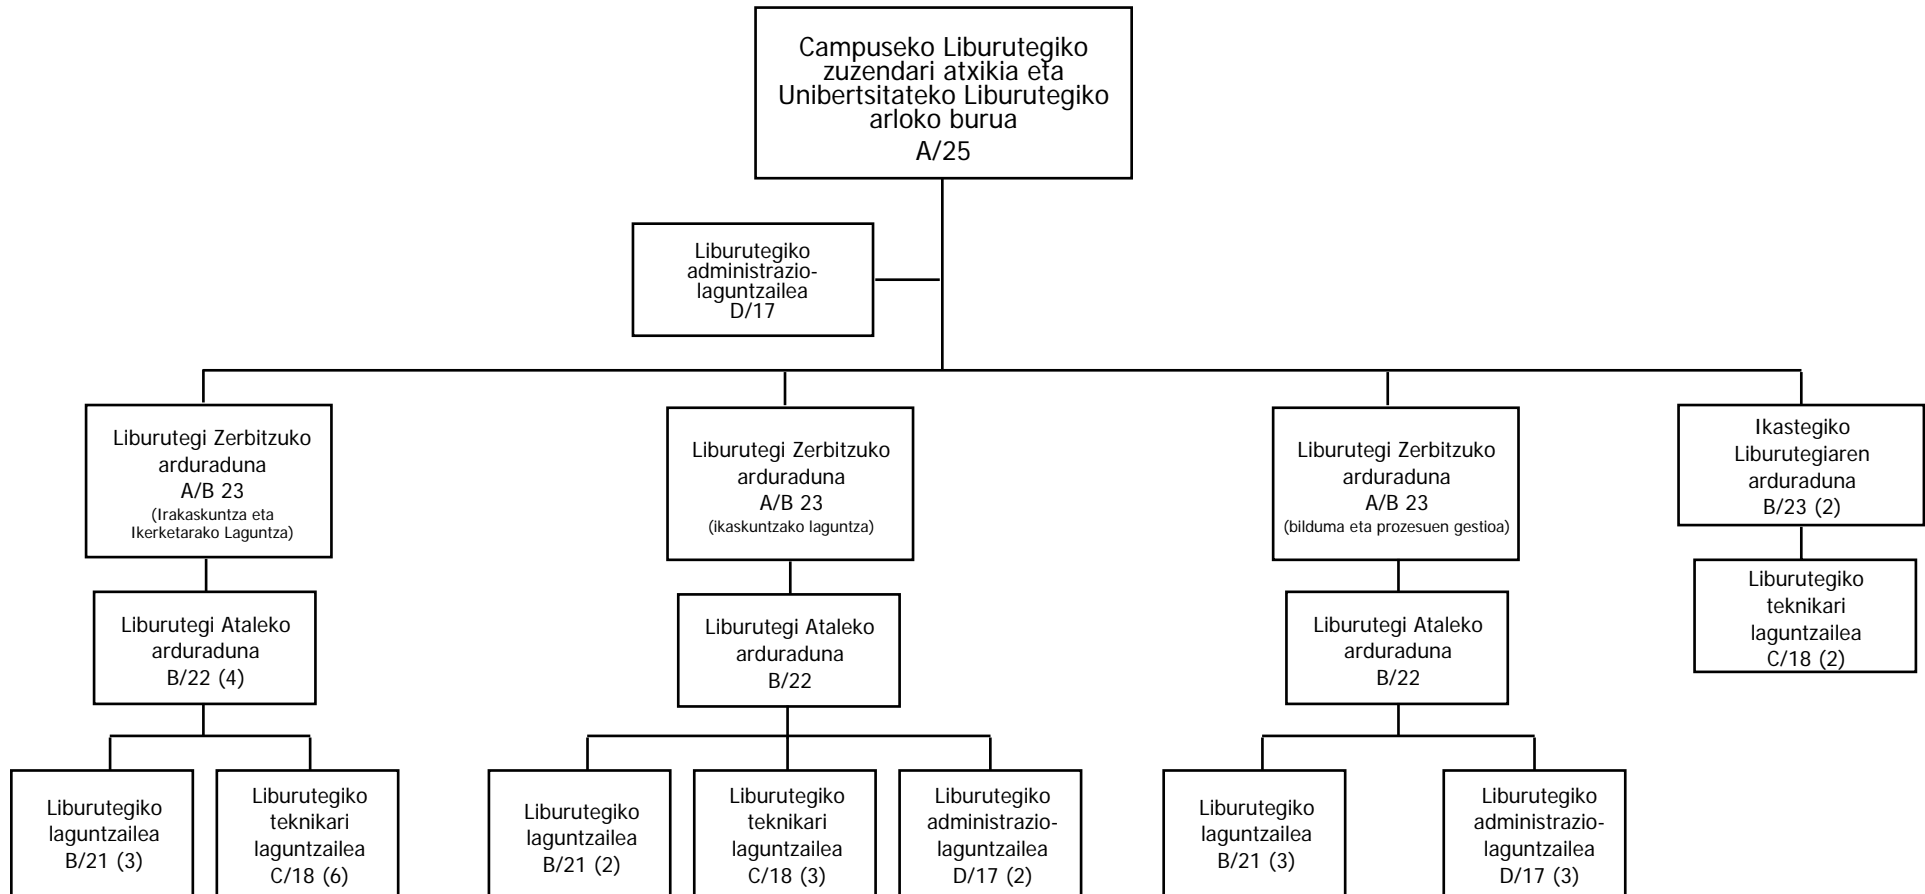 Campuseko Liburutegiko
zuzendari atxikia eta
Unibertsitateko Liburutegiko
arloko burua
A/25
Liburutegiko
administrazio-
laguntzailea
D/17
Liburutegi Zerbitzuko
arduraduna
A/B 23
(Irakaskuntza eta
Ikerketarako Laguntza)
Liburutegi Zerbitzuko
arduraduna
A/B 23
(ikaskuntzako laguntza)
Liburutegi Zerbitzuko
arduraduna
A/B 23
(bilduma eta prozesuen gestioa)
Ikastegiko
Liburutegiaren
arduraduna
B/23 (2)
Liburutegi Ataleko
arduraduna
B/22 (4)
Liburutegi Ataleko
arduraduna
B/22
Liburutegi Ataleko
arduraduna
B/22
Liburutegiko
teknikari
laguntzailea
C/18 (2)
Liburutegiko
laguntzailea
B/21 (3)
Liburutegiko
teknikari
laguntzailea
C/18 (6)
Liburutegiko
laguntzailea
B/21 (2)
Liburutegiko
teknikari
laguntzailea
C/18 (3)
Liburutegiko
administrazio-
laguntzailea
D/17 (2)
Liburutegiko
laguntzailea
B/21 (3)
Liburutegiko
administrazio-
laguntzailea
D/17 (3)